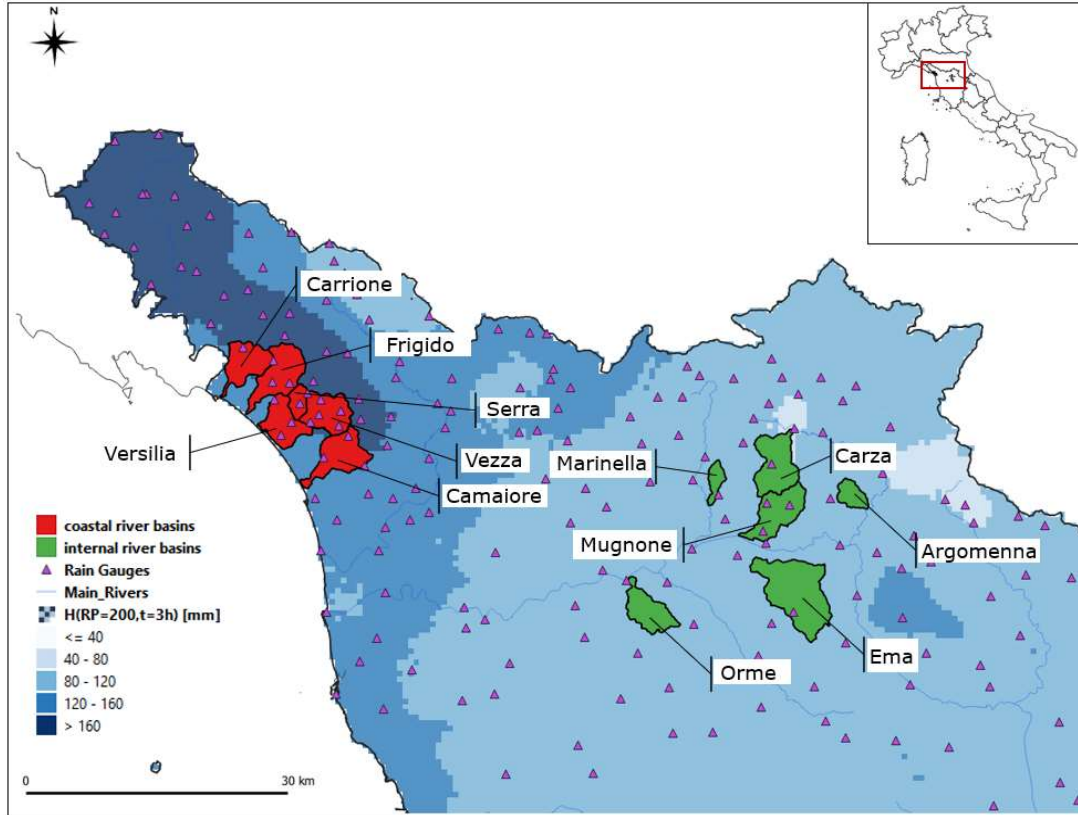 Carrione
Frigido
Serra
Versilia
Vezza
Marinella
Carza
Camaiore
Mugnone
Argomenna
Orme
Ema
coastal river basins
internal river basins
Rain Gauges
Main_Rivers
H(RP=200,t=3h) [mm]
<= 40
40 - 80
80 - 120
120 - 160
> 160
0 30 km